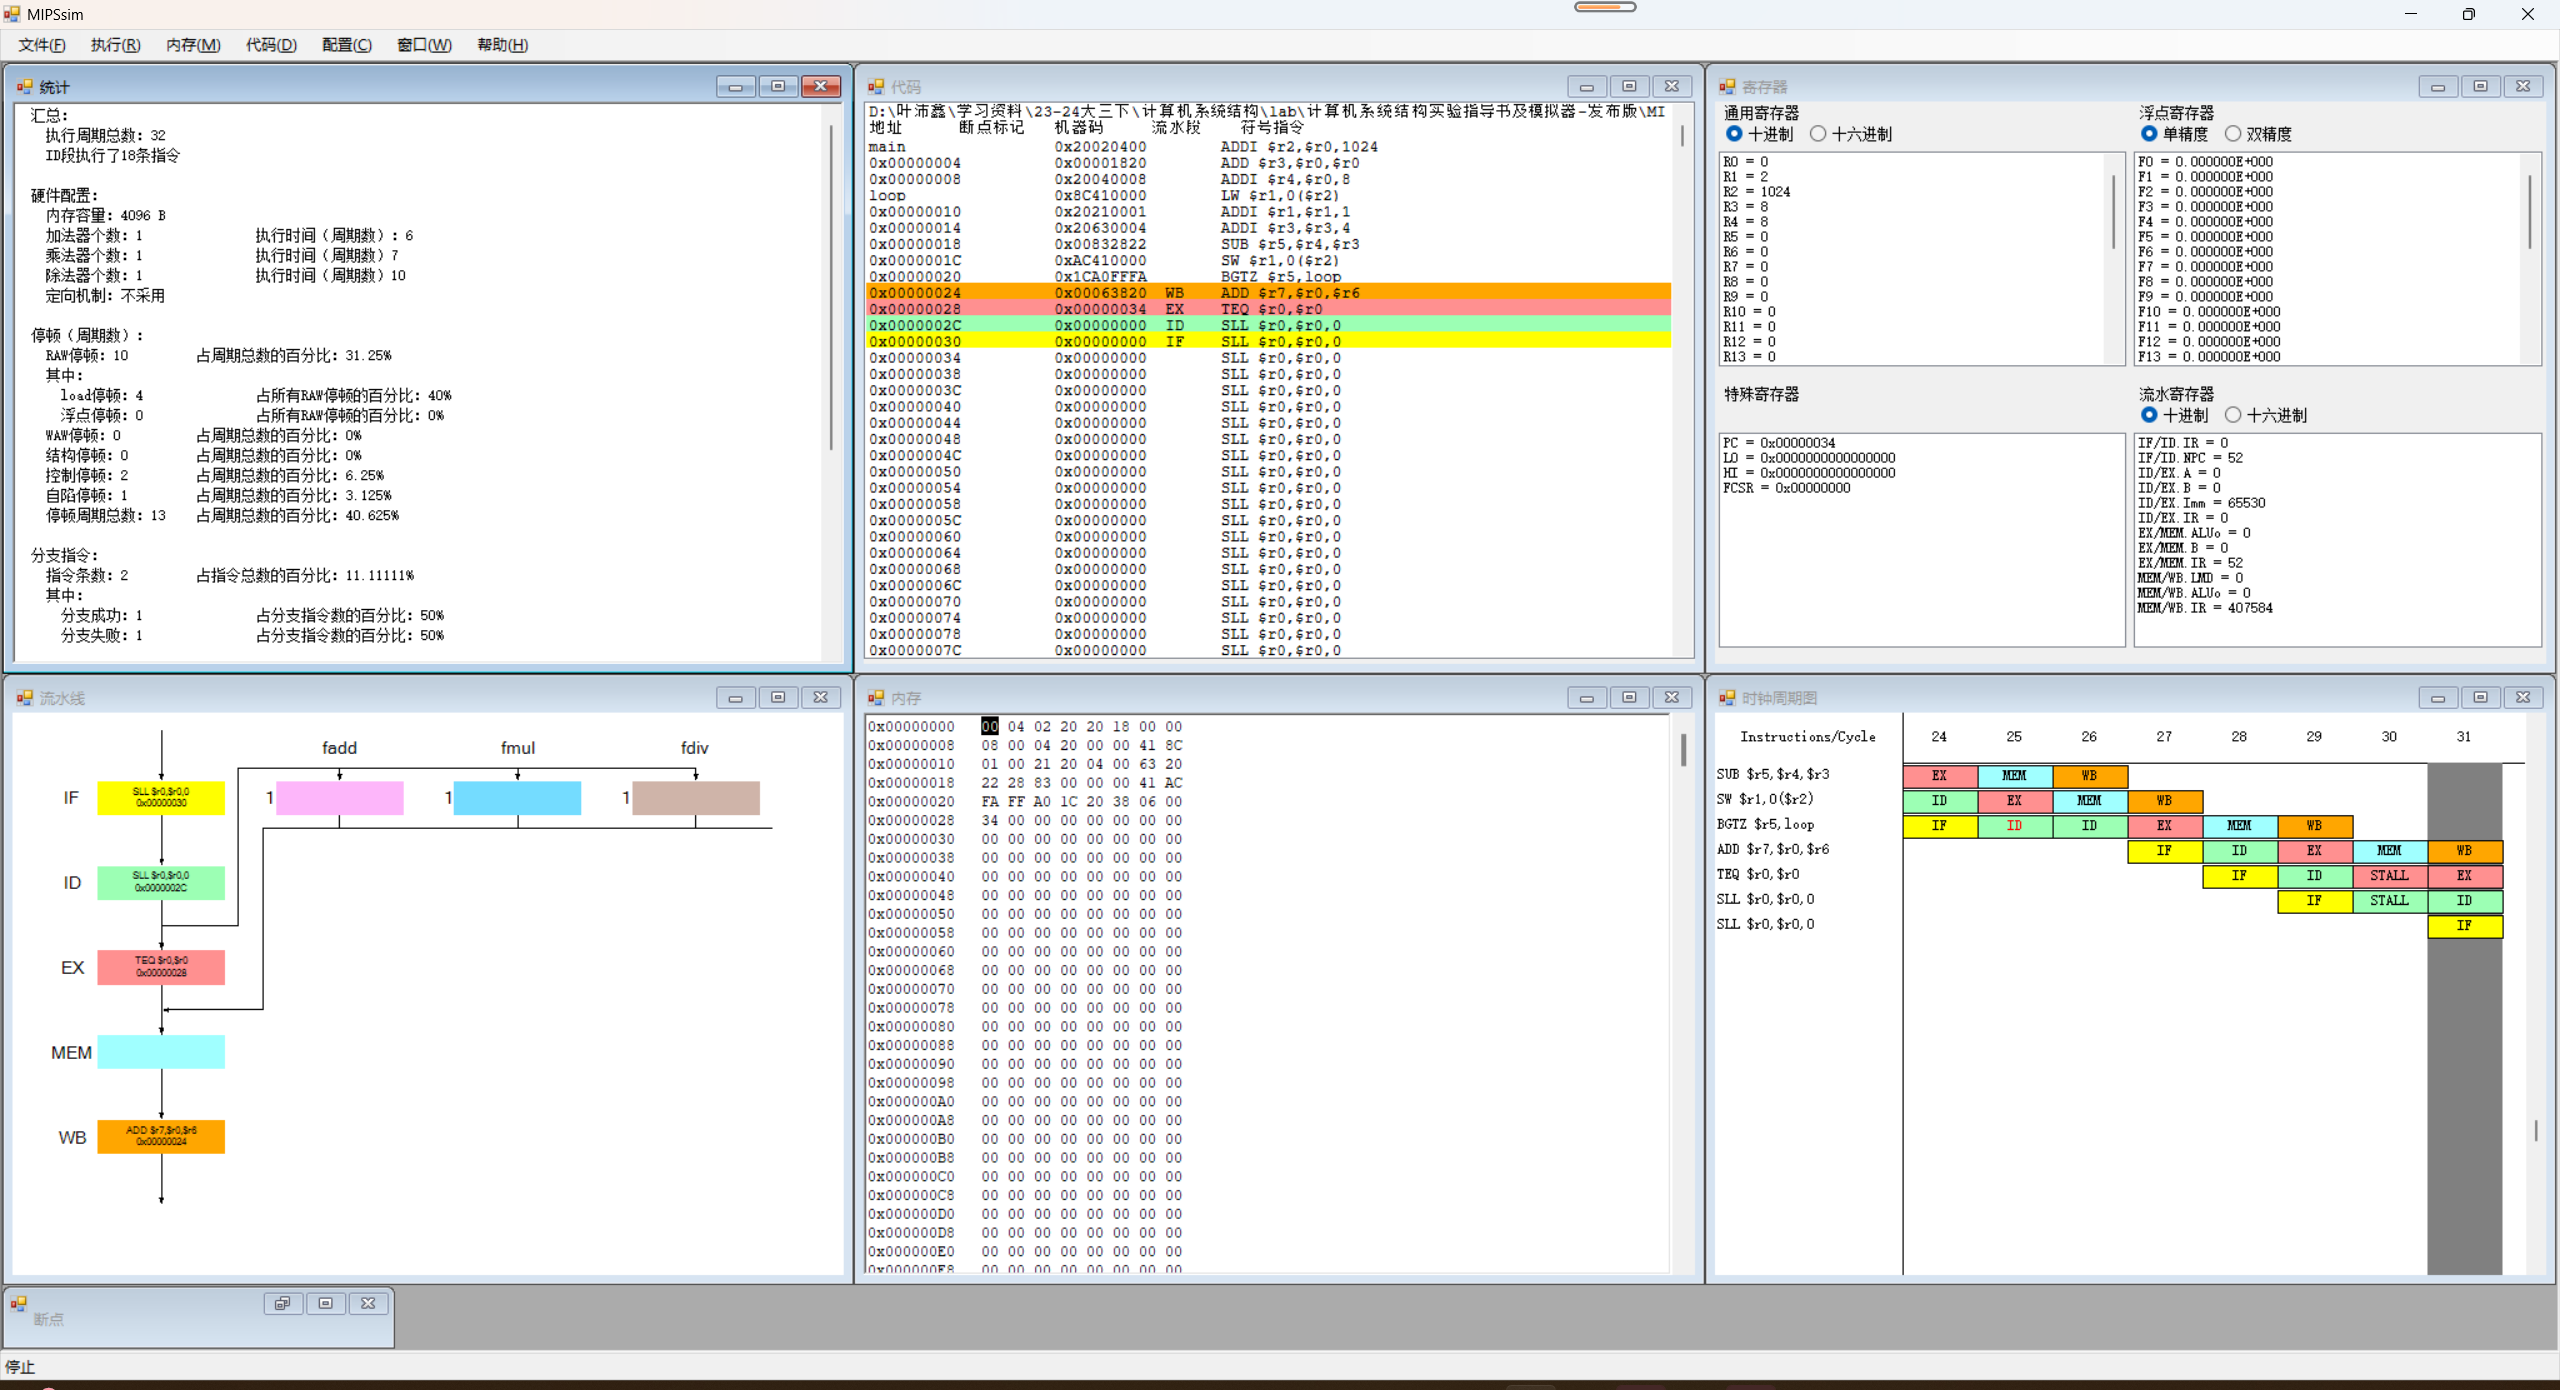 MIPSsim
文件(F) 执行(R) 内存(M) 代码(D) 配置(C) 窗口(W) 帮助(H)
统计
汇总:
执行周期总数: 32
ID段执行了18条指令
硬件配置:
内存容量: 4096 B
加法器个数: 1 执行时间（周期数）: 6
乘法器个数: 1 执行时间（周期数）7
除法器个数: 1 执行时间（周期数）10
定向机制: 不采用
停顿（周期数）:
RAW停顿: 10 占周期总数的百分比: 31.25%
其中:
load停顿: 4 占所有RAW停顿的百分比: 40%
浮点停顿: 0 占所有RAW停顿的百分比: 0%
WAW停顿: 0 占周期总数的百分比: 0%
结构停顿: 0 占周期总数的百分比: 0%
控制停顿: 2 占周期总数的百分比: 6.25%
自陷停顿: 1 占周期总数的百分比: 3.125%
停顿周期总数: 13 占周期总数的百分比: 40.625%
分支指令:
指令条数: 2 占指令总数的百分比: 11.11111%
其中:
分支成功: 1 占分支指令数的百分比: 50%
分支失败: 1 占分支指令数的百分比: 50%
代码
D:\叶沛鑫\学习资料\23-24大三下\计算机系统结构\lab\计算机系统结构实验指导书及模拟器-发布版\MI
地址 断点标记 机器码 流水段 符号指令
main 0x20020400 ADDI $r2,$r0,1024
0x00000004 0x00001820 ADD $r3,$r0,$r0
0x00000008 0x20040008 ADDI $r4,$r0,8
loop 0x8C410000 LW $r1,0($r2)
0x00000010 0x20210001 ADDI $r1,$r1,1
0x00000014 0x20630004 ADDI $r3,$r3,4
0x00000018 0x00832822 SUB $r5,$r4,$r3
0x0000001C 0xAC410000 SW $r1,0($r2)
0x00000020 0x1CA0FFFA BGTZ $r5,loop
0x00000024 0x00063820 WB ADD $r7,$r0,$r6
0x00000028 0x00000034 EX TEQ $r0,$r0
0x0000002C 0x00000000 ID SLL $r0,$r0,0
0x00000030 0x00000000 IF SLL $r0,$r0,0
0x00000034 0x00000000 SLL $r0,$r0,0
0x00000038 0x00000000 SLL $r0,$r0,0
0x0000003C 0x00000000 SLL $r0,$r0,0
0x00000040 0x00000000 SLL $r0,$r0,0
0x00000044 0x00000000 SLL $r0,$r0,0
0x00000048 0x00000000 SLL $r0,$r0,0
0x0000004C 0x00000000 SLL $r0,$r0,0
0x00000050 0x00000000 SLL $r0,$r0,0
0x00000054 0x00000000 SLL $r0,$r0,0
0x00000058 0x00000000 SLL $r0,$r0,0
0x0000005C 0x00000000 SLL $r0,$r0,0
0x00000060 0x00000000 SLL $r0,$r0,0
0x00000064 0x00000000 SLL $r0,$r0,0
0x00000068 0x00000000 SLL $r0,$r0,0
0x0000006C 0x00000000 SLL $r0,$r0,0
0x00000070 0x00000000 SLL $r0,$r0,0
0x00000074 0x00000000 SLL $r0,$r0,0
0x00000078 0x00000000 SLL $r0,$r0,0
0x0000007C 0x00000000 SLL $r0,$r0,0
寄存器
通用寄存器
十进制 十六进制
R0 = 0
R1 = 2
R2 = 1024
R3 = 8
R4 = 8
R5 = 0
R6 = 0
R7 = 0
R8 = 0
R9 = 0
R10 = 0
R11 = 0
R12 = 0
R13 = 0
浮点寄存器
单精度 双精度
F0 = 0.000000E+000
F1 = 0.000000E+000
F2 = 0.000000E+000
F3 = 0.000000E+000
F4 = 0.000000E+000
F5 = 0.000000E+000
F6 = 0.000000E+000
F7 = 0.000000E+000
F8 = 0.000000E+000
F9 = 0.000000E+000
F10 = 0.000000E+000
F11 = 0.000000E+000
F12 = 0.000000E+000
F13 = 0.000000E+000
特殊寄存器
PC = 0x00000034
LO = 0x0000000000000000
HI = 0x0000000000000000
FCSR = 0x00000000
流水寄存器
十进制 十六进制
IF/ID.IR = 0
IF/ID.NPC = 52
ID/EX.A = 0
ID/EX.B = 0
ID/EX.Imm = 65530
ID/EX.IR = 0
EX/MEM.ALUo = 0
EX/MEM.B = 0
EX/MEM.IR = 52
MEM/WB.LMD = 0
MEM/WB.ALUo = 0
MEM/WB.IR = 407584
流水线
fadd fmul fdiv
IF SLL $r0,$r0,0
0x00000030
1 1 1
ID SLL $r0,$r0,0
0x0000002C
EX TEQ $r0,$r0
0x00000028
MEM
WB ADD $r7,$r0,$r6
0x00000024
内存
0x00000000 00 04 02 20 20 18 00 00
0x00000008 08 00 04 20 00 00 41 8C
0x00000010 01 00 21 20 04 00 63 20
0x00000018 22 28 83 00 00 00 41 AC
0x00000020 FA FF A0 1C 20 38 06 00
0x00000028 34 00 00 00 00 00 00 00
0x00000030 00 00 00 00 00 00 00 00
0x00000038 00 00 00 00 00 00 00 00
0x00000040 00 00 00 00 00 00 00 00
0x00000048 00 00 00 00 00 00 00 00
0x00000050 00 00 00 00 00 00 00 00
0x00000058 00 00 00 00 00 00 00 00
0x00000060 00 00 00 00 00 00 00 00
0x00000068 00 00 00 00 00 00 00 00
0x00000070 00 00 00 00 00 00 00 00
0x00000078 00 00 00 00 00 00 00 00
0x00000080 00 00 00 00 00 00 00 00
0x00000088 00 00 00 00 00 00 00 00
0x00000090 00 00 00 00 00 00 00 00
0x00000098 00 00 00 00 00 00 00 00
0x000000A0 00 00 00 00 00 00 00 00
0x000000A8 00 00 00 00 00 00 00 00
0x000000B0 00 00 00 00 00 00 00 00
0x000000B8 00 00 00 00 00 00 00 00
0x000000C0 00 00 00 00 00 00 00 00
0x000000C8 00 00 00 00 00 00 00 00
0x000000D0 00 00 00 00 00 00 00 00
0x000000D8 00 00 00 00 00 00 00 00
0x000000E0 00 00 00 00 00 00 00 00
0x000000E8 00 00 00 00 00 00 00 00
时钟周期图
Instructions/Cycle 24 25 26 27 28 29 30 31
SUB $r5,$r4,$r3 EX MEM WB
SW $r1,0($r2) ID EX MEM WB
BGTZ $r5,loop IF ID ID EX MEM WB
ADD $r7,$r0,$r6 IF ID EX MEM WB
TEQ $r0,$r0 IF ID STALL EX
SLL $r0,$r0,0 IF STALL ID
SLL $r0,$r0,0 IF
断点
停止